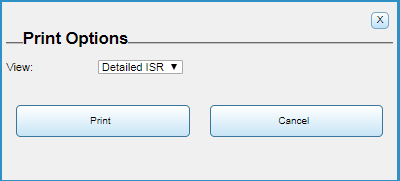 X
Print Options
View: Detailed ISR ▼
Print Cancel